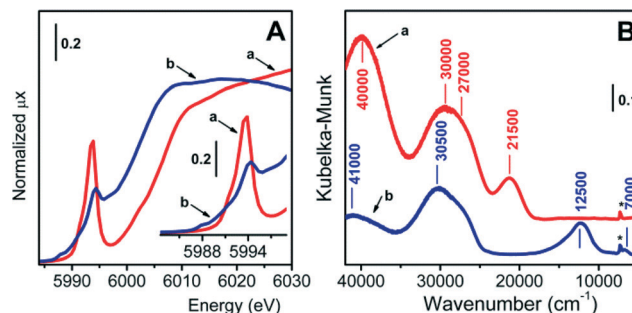 A
0.2
a
b
a
0.2
b
5988 5994
Normalized μx
5990 6000 6010 6020 6030
Energy (eV)
B
a
40000
30000
27000
21500
0.1
41000
30500
12500
7000
b
*
*
Kubelka-Munk
40000 30000 20000 10000
Wavenumber (cm⁻¹)